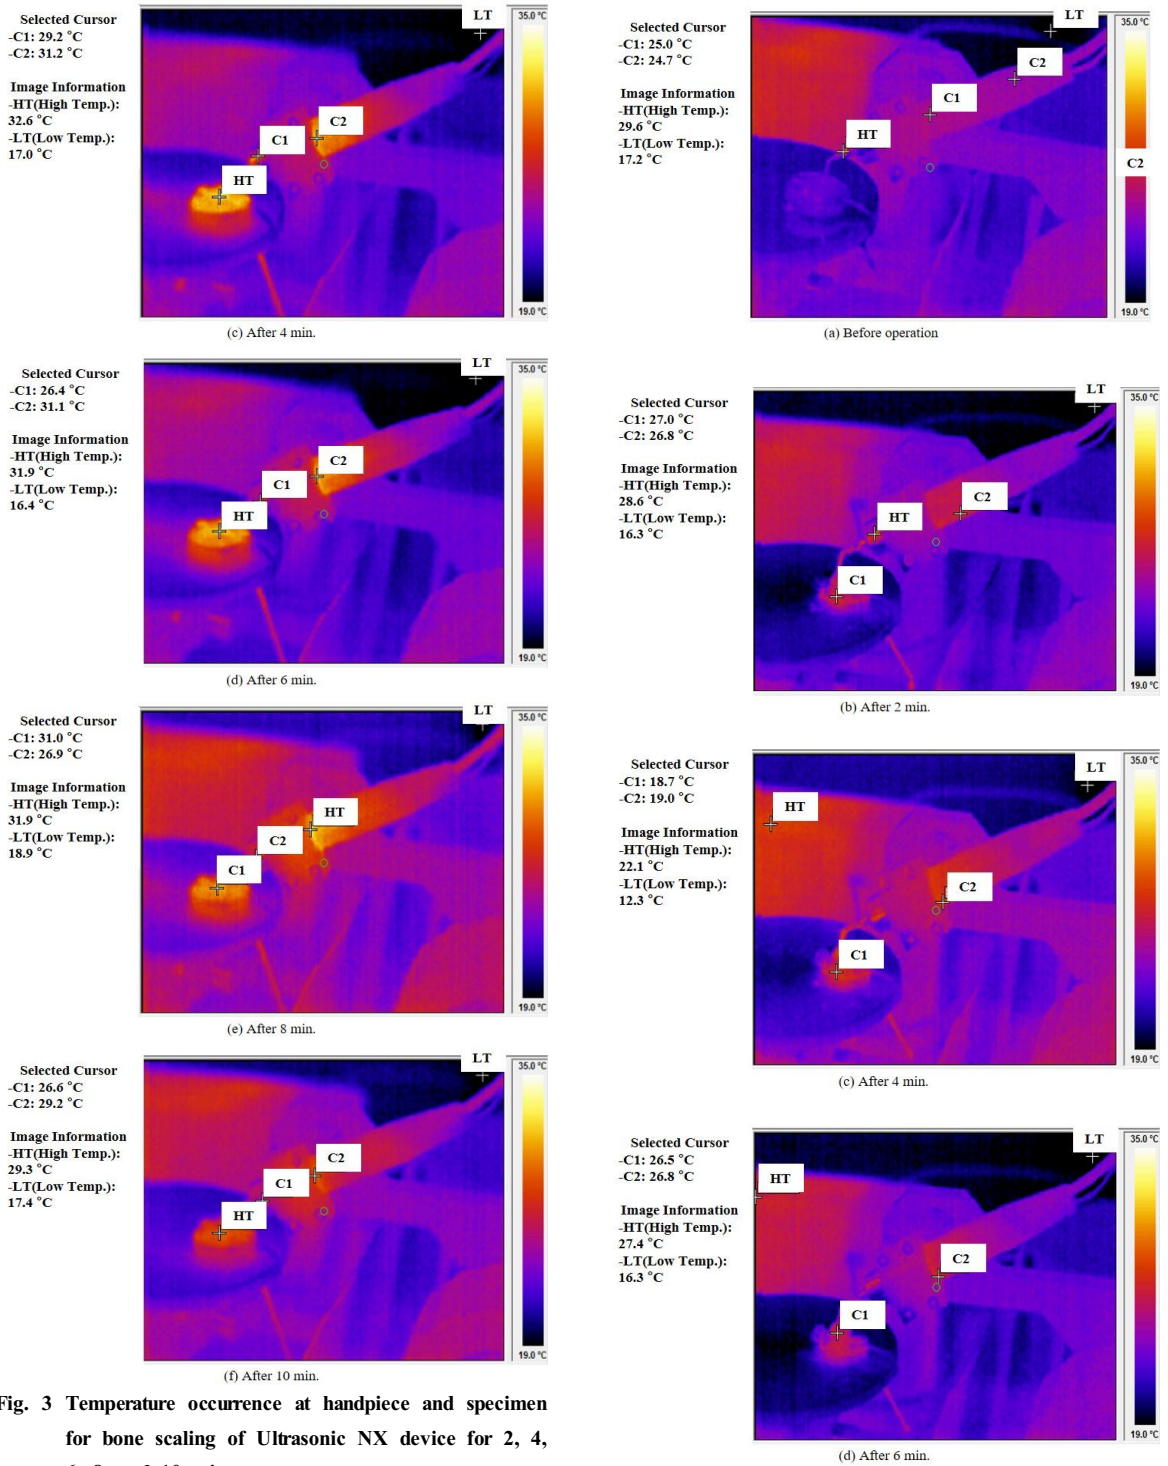 Selected Cursor
-C1: 29.2 °C
-C2: 31.2 °C
Image Information
-HT(High Temp.):
32.6 °C
-LT(Low Temp.):
17.0 °C
LT
C2
C1
HT
35.0 °C
19.0 °C
(c) After 4 min.
Selected Cursor
-C1: 26.4 °C
-C2: 31.1 °C
Image Information
-HT(High Temp.):
31.9 °C
-LT(Low Temp.):
16.4 °C
LT
C2
C1
HT
35.0 °C
19.0 °C
(d) After 6 min.
Selected Cursor
-C1: 31.0 °C
-C2: 26.9 °C
Image Information
-HT(High Temp.):
31.9 °C
-LT(Low Temp.):
18.9 °C
LT
HT
C2
C1
35.0 °C
19.0 °C
(e) After 8 min.
Selected Cursor
-C1: 26.6 °C
-C2: 29.2 °C
Image Information
-HT(High Temp.):
29.3 °C
-LT(Low Temp.):
17.4 °C
LT
C2
C1
HT
35.0 °C
19.0 °C
(f) After 10 min.
Fig. 3 Temperature occurrence at handpiece and specimen
for bone scaling of Ultrasonic NX device for 2, 4,
Selected Cursor
-C1: 25.0 °C
-C2: 24.7 °C
Image Information
-HT(High Temp.):
29.6 °C
-LT(Low Temp.):
17.2 °C
LT
C2
C1
HT
35.0 °C
C2
19.0 °C
(a) Before operation
Selected Cursor
-C1: 27.0 °C
-C2: 26.8 °C
Image Information
-HT(High Temp.):
28.6 °C
-LT(Low Temp.):
16.3 °C
LT
C2
HT
C1
35.0 °C
19.0 °C
(b) After 2 min.
Selected Cursor
-C1: 18.7 °C
-C2: 19.0 °C
Image Information
-HT(High Temp.):
22.1 °C
-LT(Low Temp.):
12.3 °C
LT
HT
C2
C1
35.0 °C
19.0 °C
(c) After 4 min.
Selected Cursor
-C1: 26.5 °C
-C2: 26.8 °C
Image Information
-HT(High Temp.):
27.4 °C
-LT(Low Temp.):
16.3 °C
LT
HT
C2
C1
35.0 °C
19.0 °C
(d) After 6 min.